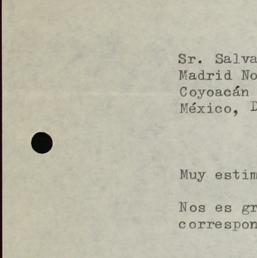 Sr. Salva
Madrid No
Coyoacán
México, D
Muy estim
Nos es gr
correspon